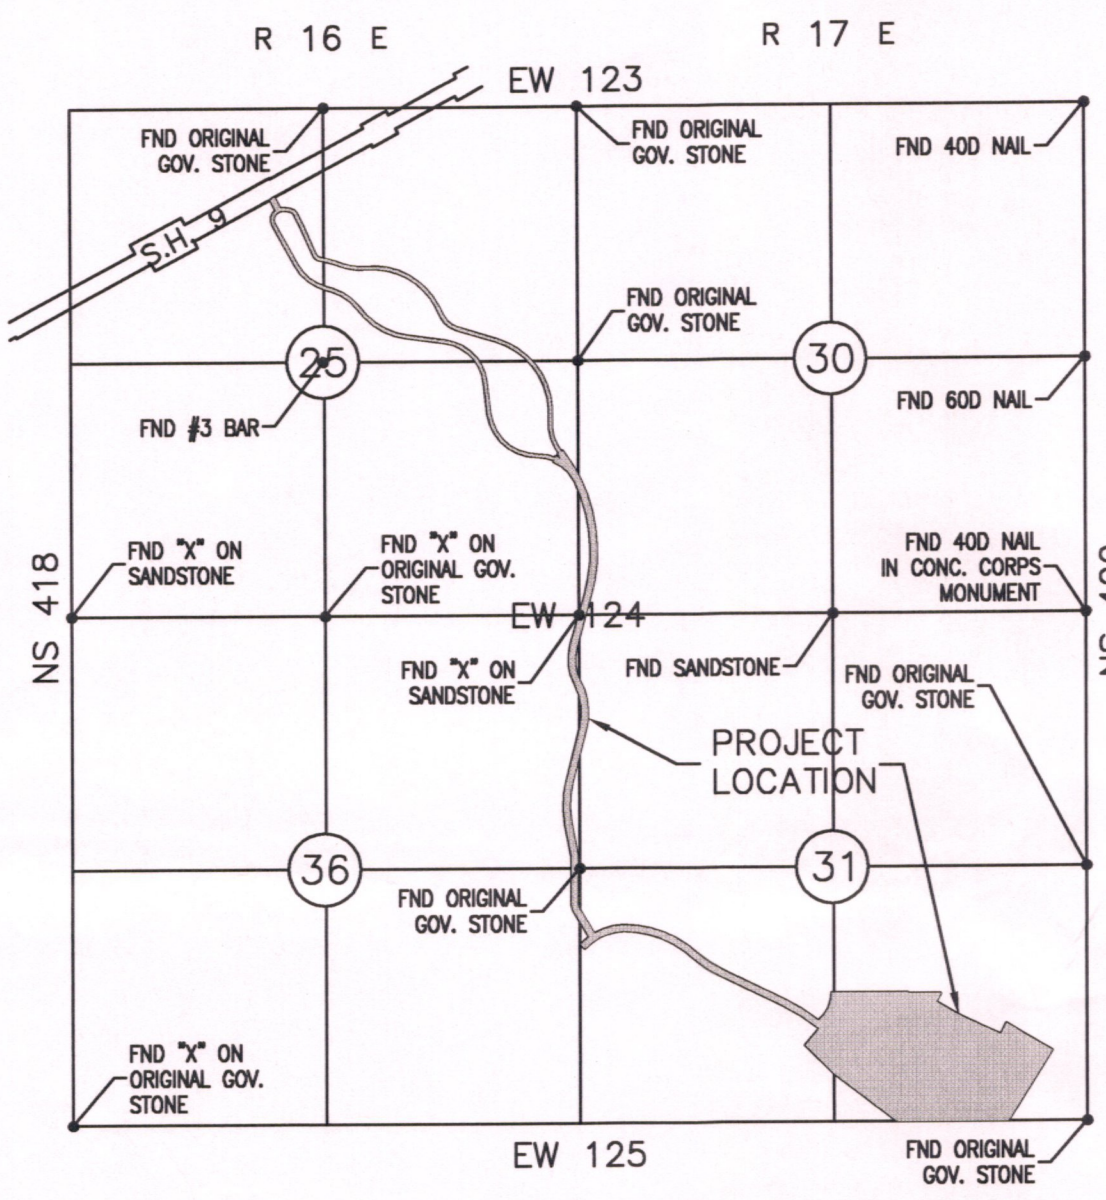 R 16 E
R 17 E
EW 123
FND ORIGINAL
GOV. STONE
FND ORIGINAL
GOV. STONE
FND 40D NAIL
S.H. 9
FND ORIGINAL
GOV. STONE
25
30
FND #3 BAR
FND 60D NAIL
NS 418
FND "X" ON
SANDSTONE
FND "X" ON
ORIGINAL GOV.
STONE
FND 40D NAIL
IN CONC. CORPS
MONUMENT
EW 124
FND "X" ON
SANDSTONE
FND SANDSTONE
FND ORIGINAL
GOV. STONE
PROJECT
LOCATION
36
31
FND ORIGINAL
GOV. STONE
FND "X" ON
ORIGINAL GOV.
STONE
EW 125
FND ORIGINAL
GOV. STONE